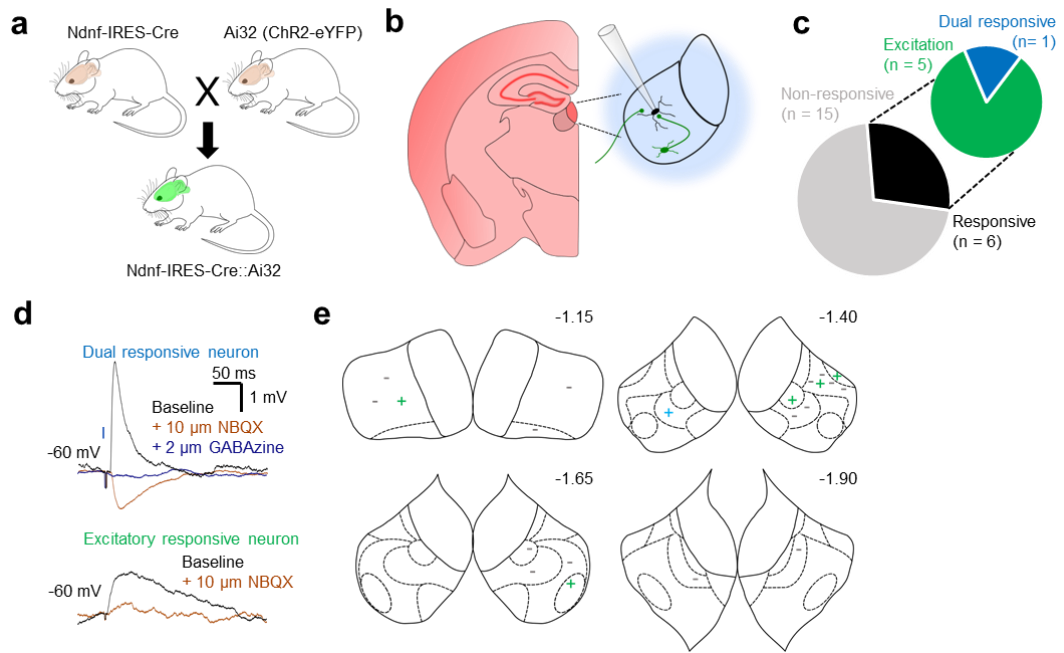 a
Ndnf-IRES-Cre
Ai32 (ChR2-eYFP)
X
Ndnf-IRES-Cre::Ai32
b
c
Dual responsive
(n= 1)
Excitation
(n = 5)
Non-responsive
(n = 15)
Responsive
(n = 6)
d
Dual responsive neuron
50 ms
1 mV
Baseline
+ 10 µm NBQX
+ 2 µm GABAzine
-60 mV
Excitatory responsive neuron
Baseline
+ 10 µm NBQX
-60 mV
e
-1.15
-1.40
-1.65
-1.90